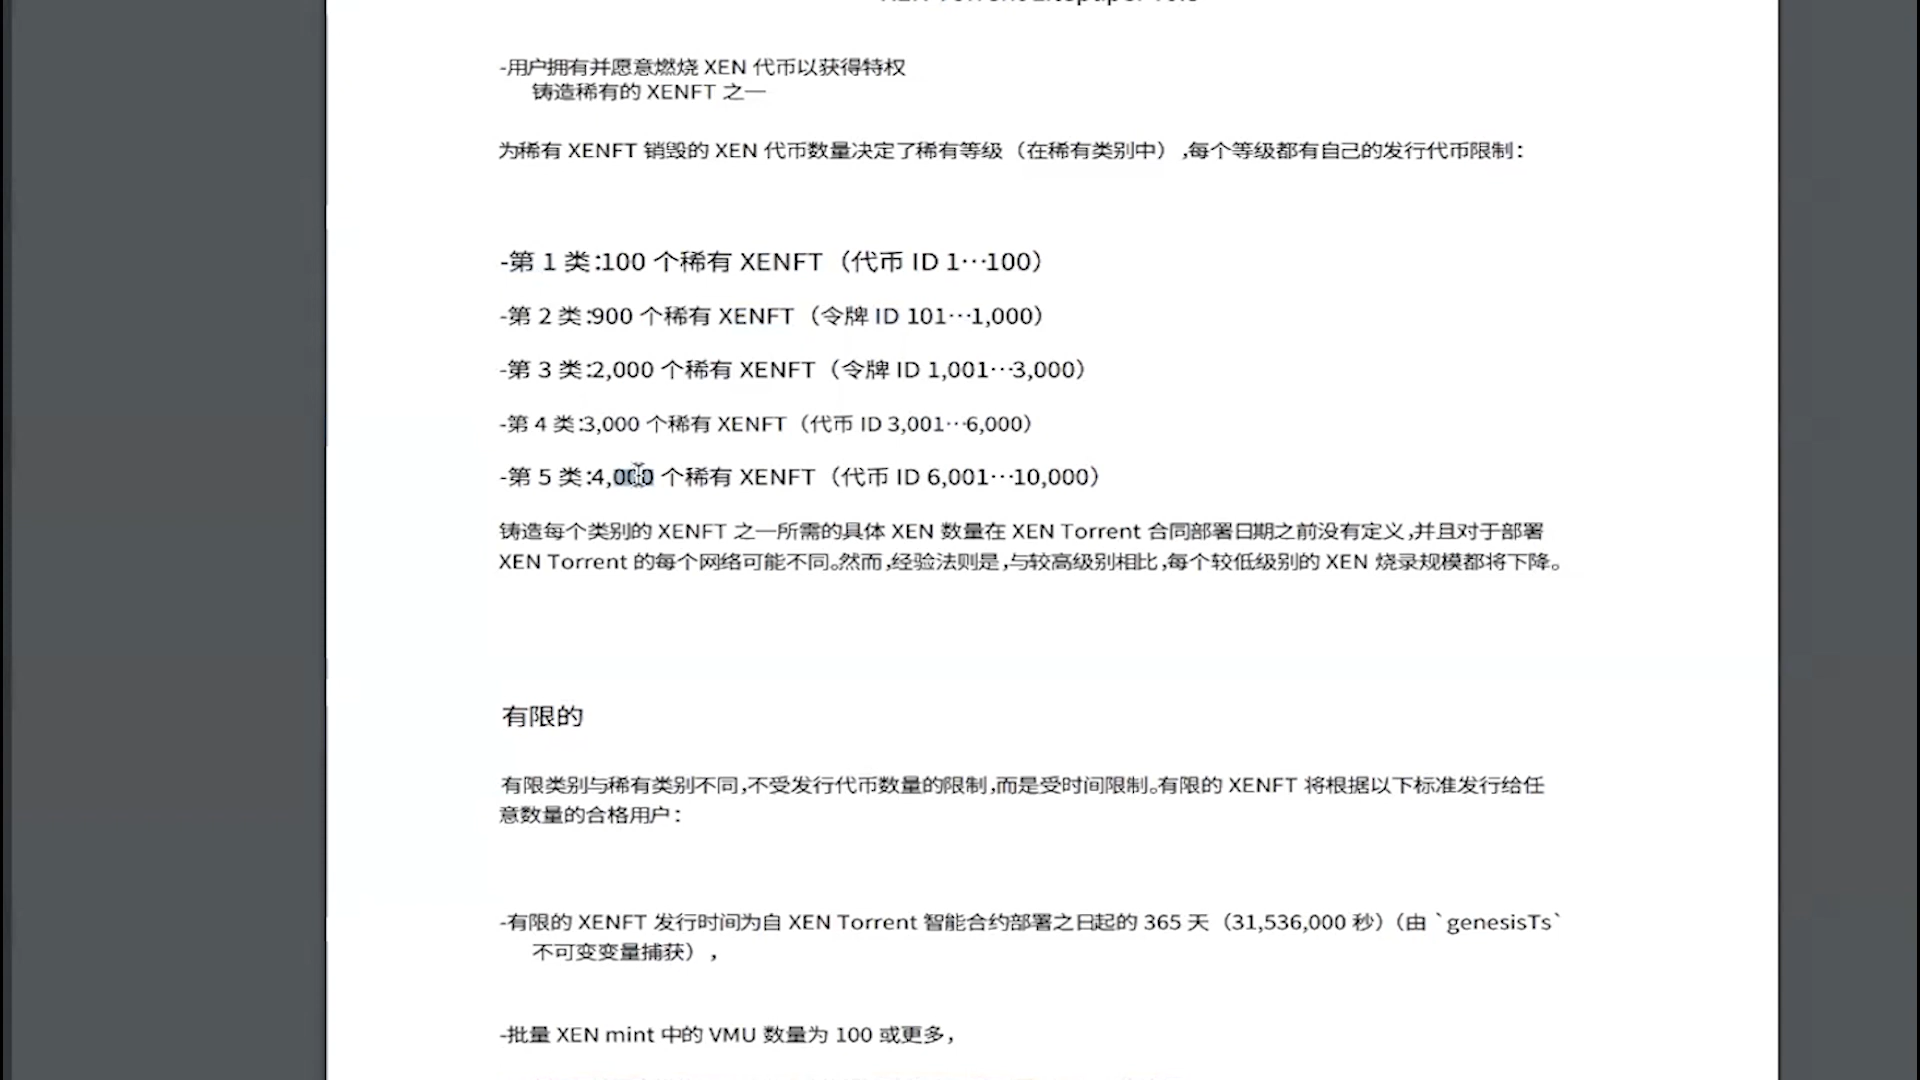 -用户拥有并愿意燃烧 XEN 代币以获得特权
铸造稀有的 XENFT 之一
为稀有 XENFT 销毁的 XEN 代币数量决定了稀有等级（在稀有类别中）,每个等级都有自己的发行代币限制：
-第 1 类:100 个稀有 XENFT（代币 ID 1…100）
-第 2 类:900 个稀有 XENFT（令牌 ID 101…1,000）
-第 3 类:2,000 个稀有 XENFT（令牌 ID 1,001…3,000）
-第 4 类:3,000 个稀有 XENFT（代币 ID 3,001…6,000）
-第 5 类:4,000 个稀有 XENFT（代币 ID 6,001…10,000）
铸造每个类别的 XENFT 之一所需的具体 XEN 数量在 XEN Torrent 合同部署日期之前没有定义,并且对于部署
XEN Torrent 的每个网络可能不同。然而,经验法则是,与较高级别相比,每个较低级别的 XEN 烧录规模都将下降。
有限的
有限类别与稀有类别不同,不受发行代币数量的限制,而是受时间限制。有限的 XENFT 将根据以下标准发行给任
意数量的合格用户：
-有限的 XENFT 发行时间为自 XEN Torrent 智能合约部署之日起的 365 天（31,536,000 秒）（由 `genesisTs`
不可变变量捕获），
-批量 XEN mint 中的 VMU 数量为 100 或更多，